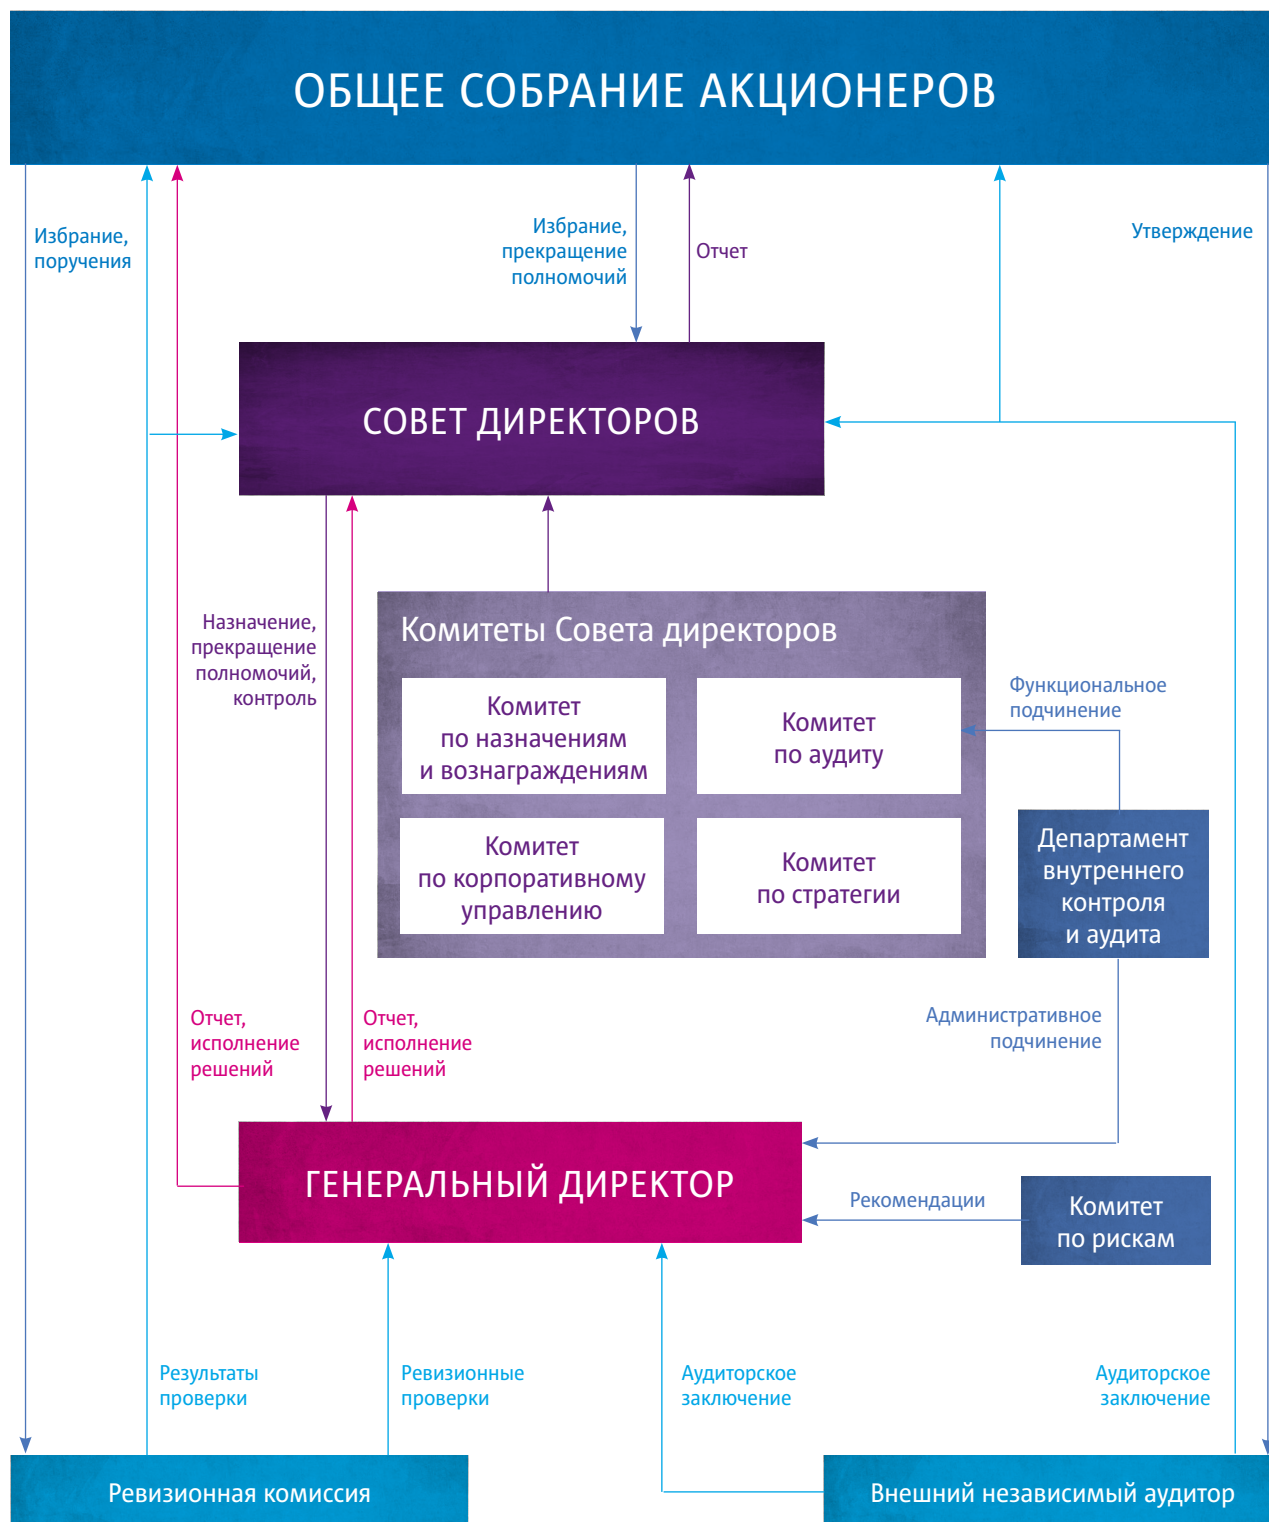 ОБЩЕЕ СОБРАНИЕ АКЦИОНЕРОВ
Избрание,
поручения
Избрание,
прекращение
полномочий
Отчет
Утверждение
СОВЕТ ДИРЕКТОРОВ
Назначение,
прекращение
полномочий,
контроль
Комитеты Совета директоров
Комитет
по назначениям
и вознаграждениям
Комитет
по аудиту
Комитет
по корпоративному
управлению
Комитет
по стратегии
Функциональное
подчинение
Департамент
внутреннего
контроля
и аудита
Отчет,
исполнение
решений
Отчет,
исполнение
решений
Административное
подчинение
ГЕНЕРАЛЬНЫЙ ДИРЕКТОР
Рекомендации
Комитет
по рискам
Результаты
проверки
Ревизионные
проверки
Аудиторское
заключение
Аудиторское
заключение
Ревизионная комиссия
Внешний независимый аудитор